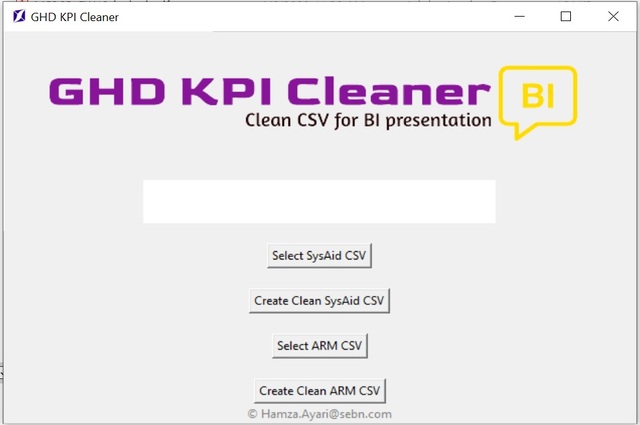 GHD KPI Cleaner
GHD KPI Cleaner
BI
Clean CSV for BI presentation
Select SysAid CSV
Create Clean SysAid CSV
Select ARM CSV
Create Clean ARM CSV
© Hamza.Ayari@sebn.com